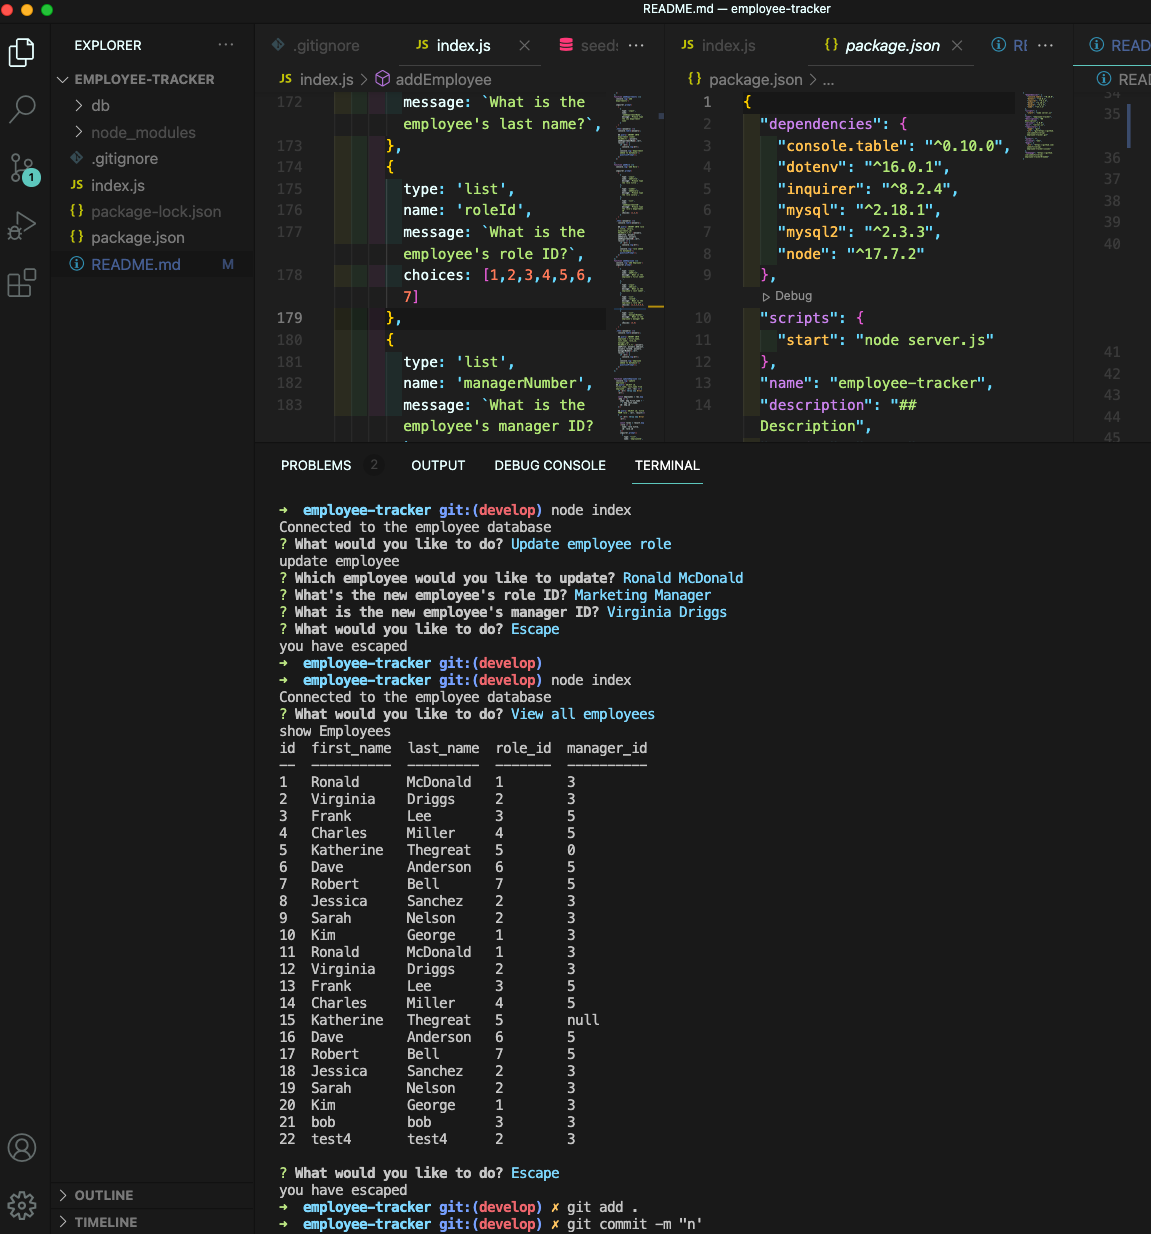 README.md — employee-tracker
EXPLORER
EMPLOYEE-TRACKER
db
node_modules
.gitignore
JS index.js
{} package-lock.json
{} package.json
README.md M
1
OUTLINE
TIMELINE
.gitignore
JS index.js
seeds
JS index.js > addEmployee
172 message: `What is the
employee's last name?`,
173 },
174 {
175 type: 'list',
176 name: 'roleId',
177 message: `What is the
employee's role ID?`,
178 choices: [1,2,3,4,5,6,
7]
179 },
180 {
181 type: 'list',
182 name: 'managerNumber',
183 message: `What is the
employee's manager ID?
JS index.js
{} package.json
RE
{} package.json > ...
1 {
2 "dependencies": {
3 "console.table": "^0.10.0",
4 "dotenv": "^16.0.1",
5 "inquirer": "^8.2.4",
6 "mysql": "^2.18.1",
7 "mysql2": "^2.3.3",
8 "node": "^17.7.2"
9 },
Debug
10 "scripts": {
11 "start": "node server.js"
12 },
13 "name": "employee-tracker",
14 "description": "##
Description",
READ
READ
34
35
36
37
38
39
40
41
42
43
44
45
PROBLEMS 2 OUTPUT DEBUG CONSOLE TERMINAL
→ employee-tracker git:(develop) node index
Connected to the employee database
? What would you like to do? Update employee role
update employee
? Which employee would you like to update? Ronald McDonald
? What's the new employee's role ID? Marketing Manager
? What is the new employee's manager ID? Virginia Driggs
? What would you like to do? Escape
you have escaped
→ employee-tracker git:(develop)
→ employee-tracker git:(develop) node index
Connected to the employee database
? What would you like to do? View all employees
show Employees
id first_name last_name role_id manager_id
-- ---------- --------- ------- ----------
1 Ronald McDonald 1 3
2 Virginia Driggs 2 3
3 Frank Lee 3 5
4 Charles Miller 4 5
5 Katherine Thegreat 5 0
6 Dave Anderson 6 5
7 Robert Bell 7 5
8 Jessica Sanchez 2 3
9 Sarah Nelson 2 3
10 Kim George 1 3
11 Ronald McDonald 1 3
12 Virginia Driggs 2 3
13 Frank Lee 3 5
14 Charles Miller 4 5
15 Katherine Thegreat 5 null
16 Dave Anderson 6 5
17 Robert Bell 7 5
18 Jessica Sanchez 2 3
19 Sarah Nelson 2 3
20 Kim George 1 3
21 bob bob 3 3
22 test4 test4 2 3
? What would you like to do? Escape
you have escaped
→ employee-tracker git:(develop) ✗ git add .
→ employee-tracker git:(develop) ✗ git commit -m "n'